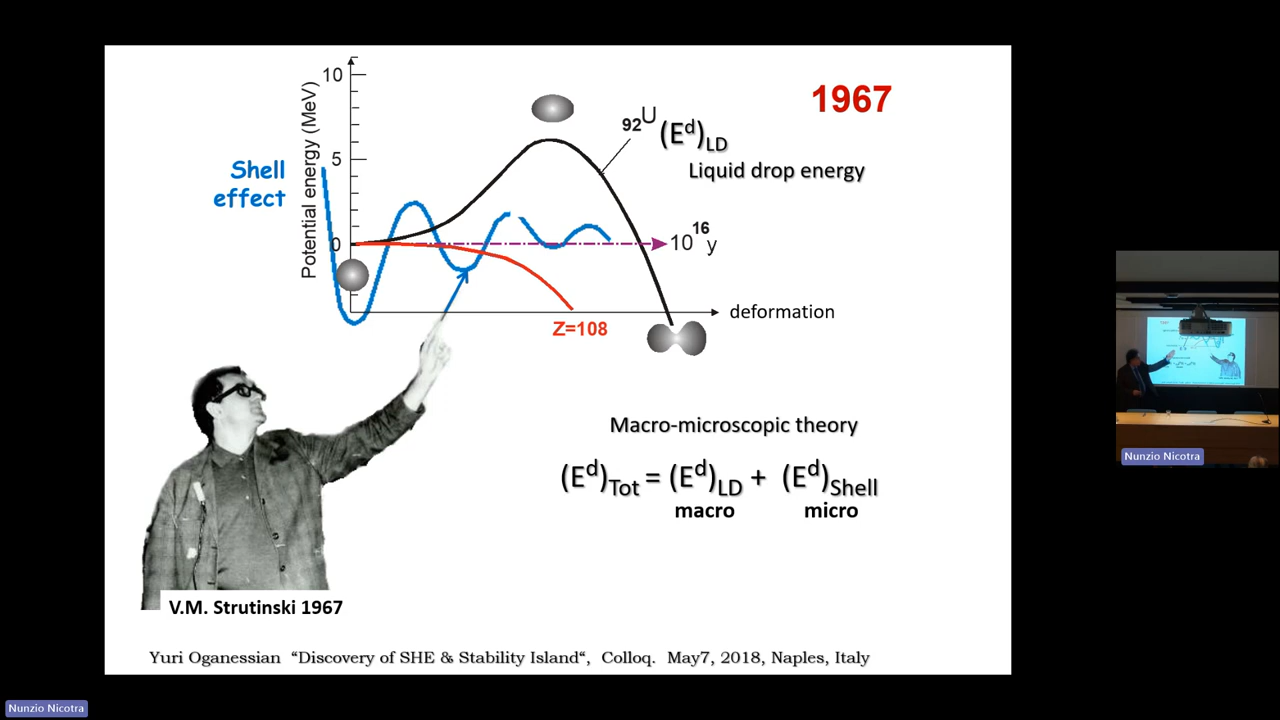 1967
10
5
0
Potential energy (MeV)
Shell
effect
92U
(Ed)LD
Liquid drop energy
1016 y
deformation
Z=108
Macro-microscopic theory
(Ed)Tot = (Ed)LD + (Ed)Shell
macro micro
V.M. Strutinski 1967
Yuri Oganessian “Discovery of SHE & Stability Island“, Colloq. May7, 2018, Naples, Italy
Nunzio Nicotra
Nunzio Nicotra